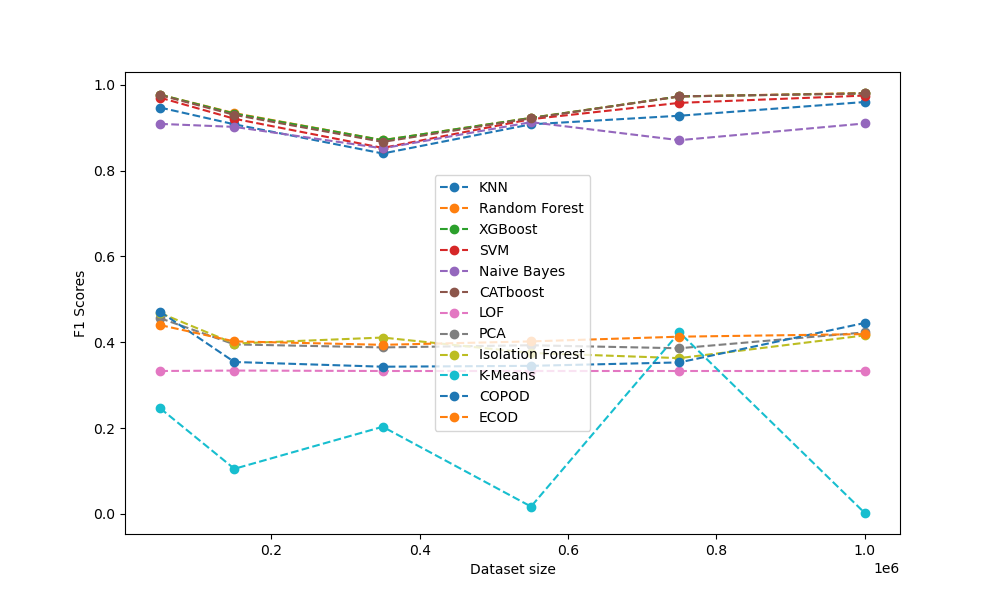 1.0
0.8
0.6
0.4
0.2
0.0
F1 Scores
KNN
Random Forest
XGBoost
SVM
Naive Bayes
CATboost
LOF
PCA
Isolation Forest
K-Means
COPOD
ECOD
0.2 0.4 0.6 0.8 1.0
Dataset size
1e6